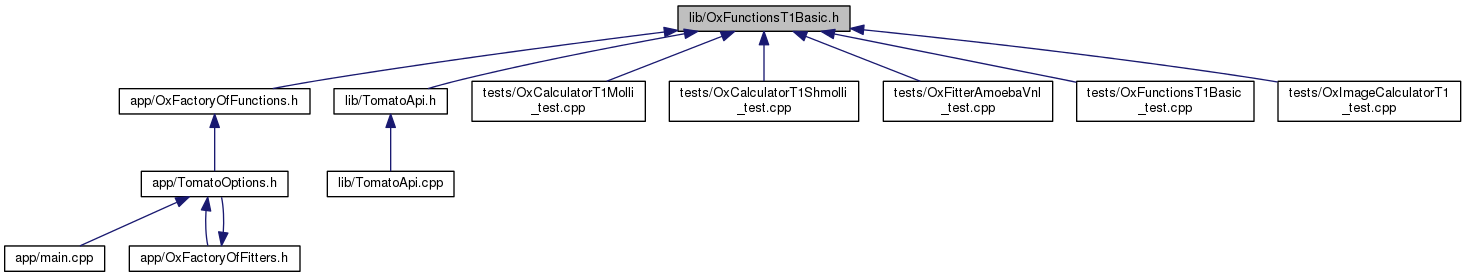 lib/OxFunctionsT1Basic.h
app/OxFactoryOfFunctions.h
lib/TomatoApi.h
tests/OxCalculatorT1Molli
_test.cpp
tests/OxCalculatorT1Shmolli
_test.cpp
tests/OxFitterAmoebaVnl
_test.cpp
tests/OxFunctionsT1Basic
_test.cpp
tests/OxImageCalculatorT1
_test.cpp
app/TomatoOptions.h
lib/TomatoApi.cpp
app/main.cpp
app/OxFactoryOfFitters.h